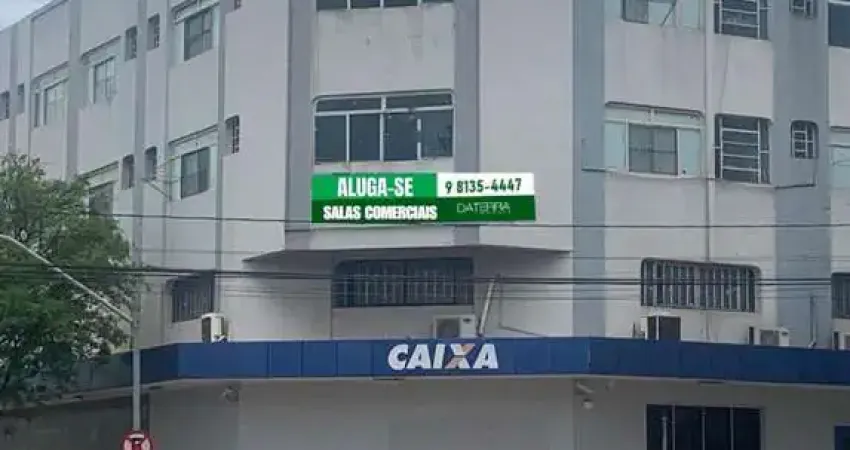 ALUGA-SE 9 8135-4447
SALAS COMERCIAIS DATERRA
CAIXA